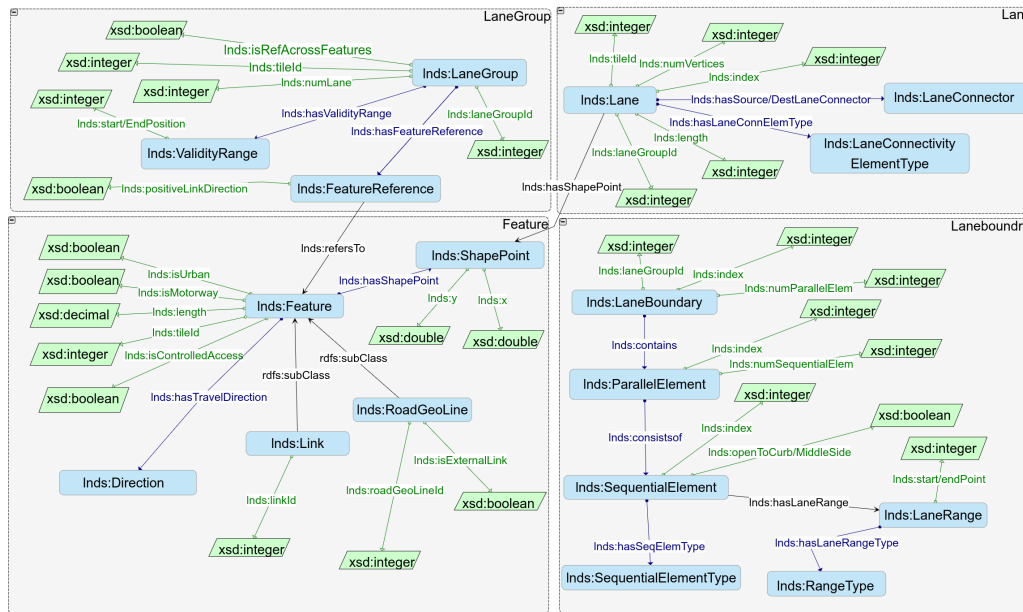 LaneGroup
xsd:boolean
lnds:isRefAcrossFeatures
xsd:integer
lnds:tileId
lnds:LaneGroup
xsd:integer
lnds:numLane
xsd:integer
lnds:hasValidityRange
lnds:laneGroupId
lnds:start/EndPosition
lnds:hasFeatureReference
lnds:ValidityRange
xsd:integer
xsd:boolean
lnds:positiveLinkDirection
lnds:FeatureReference
Lan
xsd:integer
xsd:integer
lnds:tileId
lnds:numVertices
xsd:integer
lnds:index
lnds:Lane
lnds:hasSource/DestLaneConnector
lnds:LaneConnector
lnds:hasLaneConnElemType
lnds:length
lnds:LaneConnectivity
ElementType
lnds:laneGroupId
xsd:integer
xsd:integer
lnds:hasShapePoint
Feature
xsd:boolean
lnds:refersTo
lnds:ShapePoint
lnds:isUrban
xsd:boolean
lnds:hasShapePoint
lnds:isMotorway
lnds:y
lnds:x
xsd:decimal
lnds:length
lnds:Feature
lnds:tileId
xsd:double
xsd:double
xsd:integer
lnds:isControlledAccess
rdfs:subClass
rdfs:subClass
xsd:boolean
lnds:hasTravelDirection
lnds:RoadGeoLine
lnds:Link
lnds:isExternalLink
lnds:Direction
lnds:linkId
lnds:roadGeoLineId
xsd:boolean
xsd:integer
xsd:integer
Laneboundr
xsd:integer
xsd:integer
lnds:laneGroupId
lnds:index
xsd:integer
lnds:LaneBoundary
lnds:numParallelElem
xsd:integer
lnds:contains
lnds:index
xsd:integer
lnds:numSequentialElem
lnds:ParallelElement
xsd:integer
xsd:boolean
lnds:consistsof
lnds:index
lnds:openToCurb/MiddleSide
xsd:integer
lnds:start/endPoint
lnds:SequentialElement
lnds:hasLaneRange
lnds:LaneRange
lnds:hasSeqElemType
lnds:hasLaneRangeType
lnds:SequentialElementType
lnds:RangeType